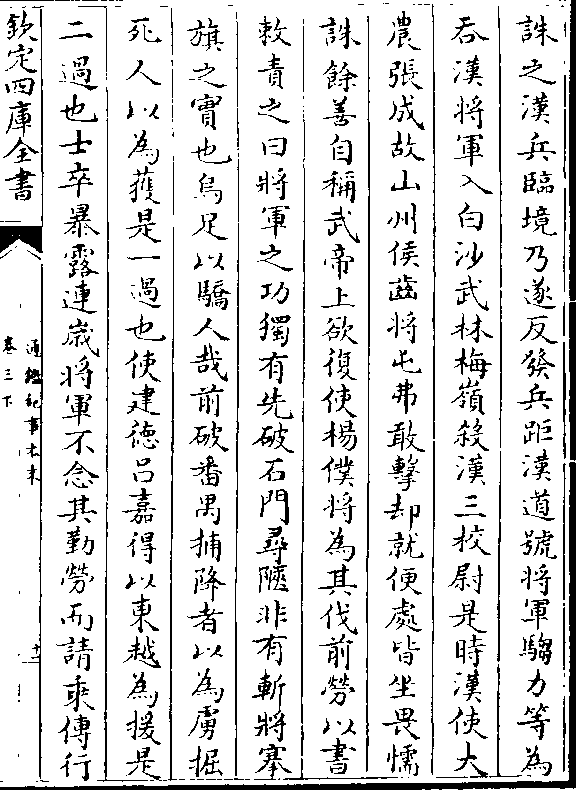 誅之漢兵臨境乃遂反發兵距漢道號將軍騶力等為
吞漢將軍入白沙武林梅嶺殺漢三校尉是時漢使大
農張成故山州侯齒將屯弗敢擊却就便處皆坐畏懦
誅餘善自稱武帝上欲復使楊僕將為其伐前勞以書
敕責之曰將軍之功獨有先破石門尋陿非有斬將搴
旗之實也烏足以驕人哉前破番禺捕降者以為虜掘
死人以為獲是一過也使建德呂嘉得以東越為援是
二過也士卒暴露連歲將軍不念其勤勞而請乘傳行
欽定四庫全書
通鑑紀事本末
卷三下
十一